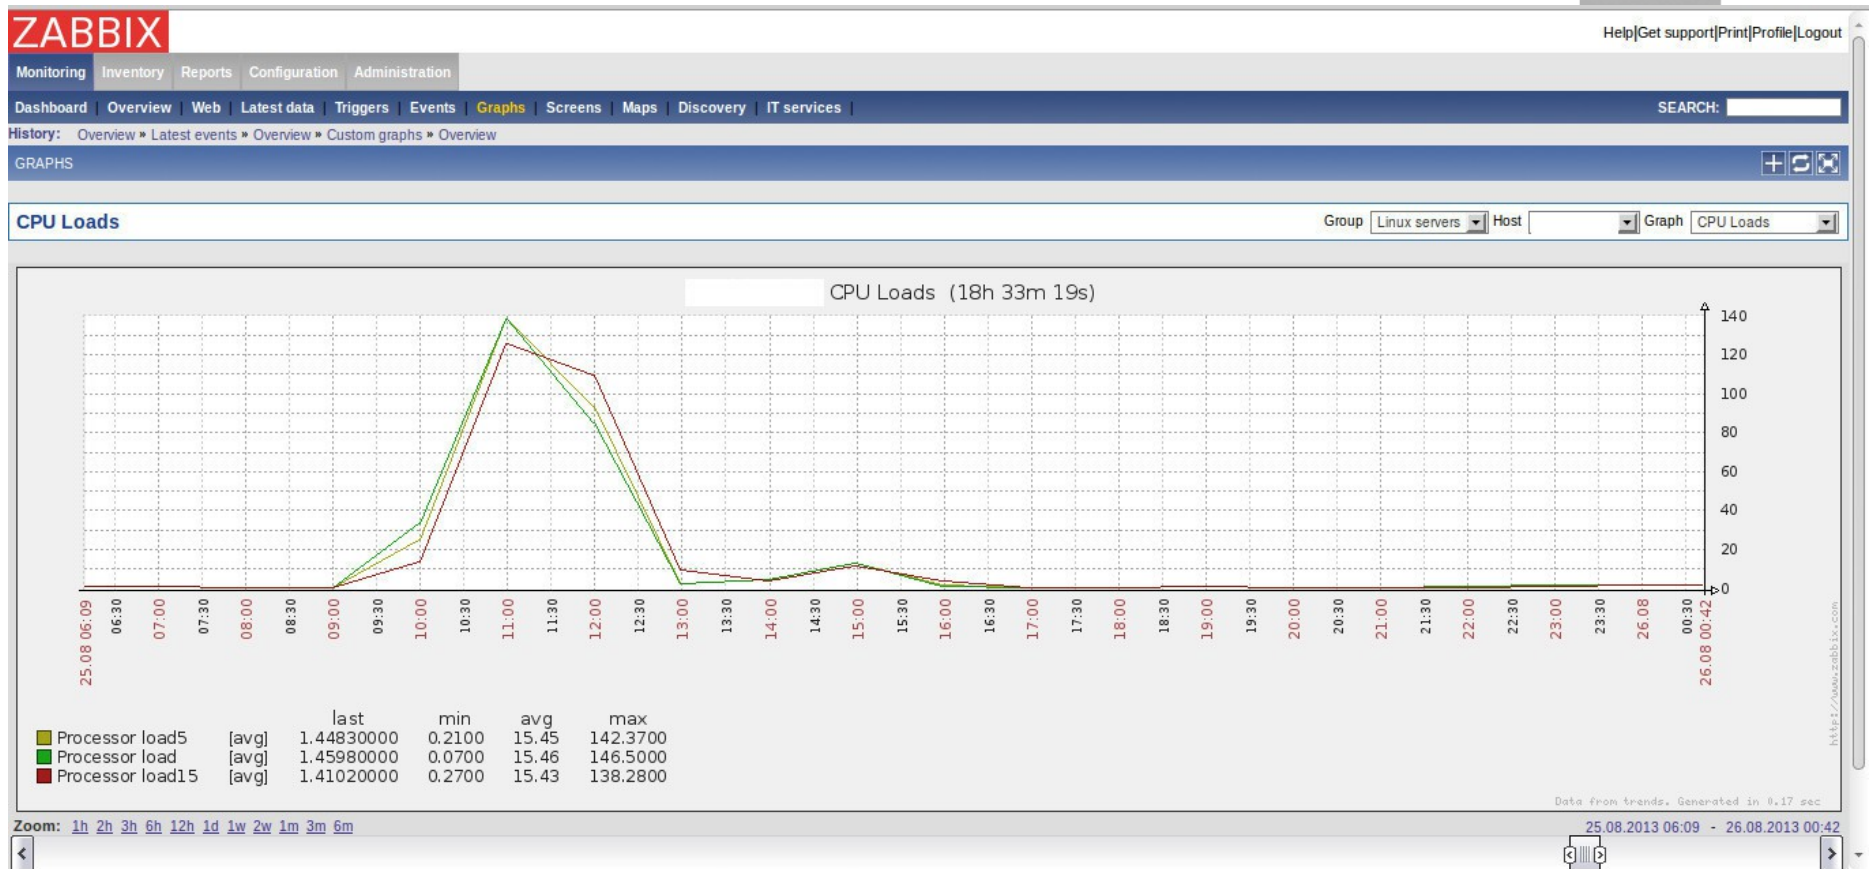 ZABBIX
Help|Get support|Print|Profile|Logout
Monitoring Inventory Reports Configuration Administration
Dashboard | Overview | Web | Latest data | Triggers | Events | Graphs | Screens | Maps | Discovery | IT services |
SEARCH:
History: Overview » Latest events » Overview » Custom graphs » Overview
GRAPHS
CPU Loads
Group Linux servers Host Graph CPU Loads
CPU Loads (18h 33m 19s)
140
120
100
80
60
40
20
0
25.08 06:09 06:30 07:00 07:30 08:00 08:30 09:00 09:30 10:00 10:30 11:00 11:30 12:00 12:30 13:00 13:30 14:00 14:30 15:00 15:30 16:00 16:30 17:00 17:30 18:00 18:30 19:00 19:30 20:00 20:30 21:00 21:30 22:00 22:30 23:00 23:30 26.08 00:30 26.08 00:42
http://www.zabbix.com
last min avg max
Processor load5 [avg] 1.44830000 0.2100 15.45 142.3700
Processor load [avg] 1.45980000 0.0700 15.46 146.5000
Processor load15 [avg] 1.41020000 0.2700 15.43 138.2800
Data from trends. Generated in 0.17 sec
Zoom: 1h 2h 3h 6h 12h 1d 1w 2w 1m 3m 6m
25.08.2013 06:09 - 26.08.2013 00:42